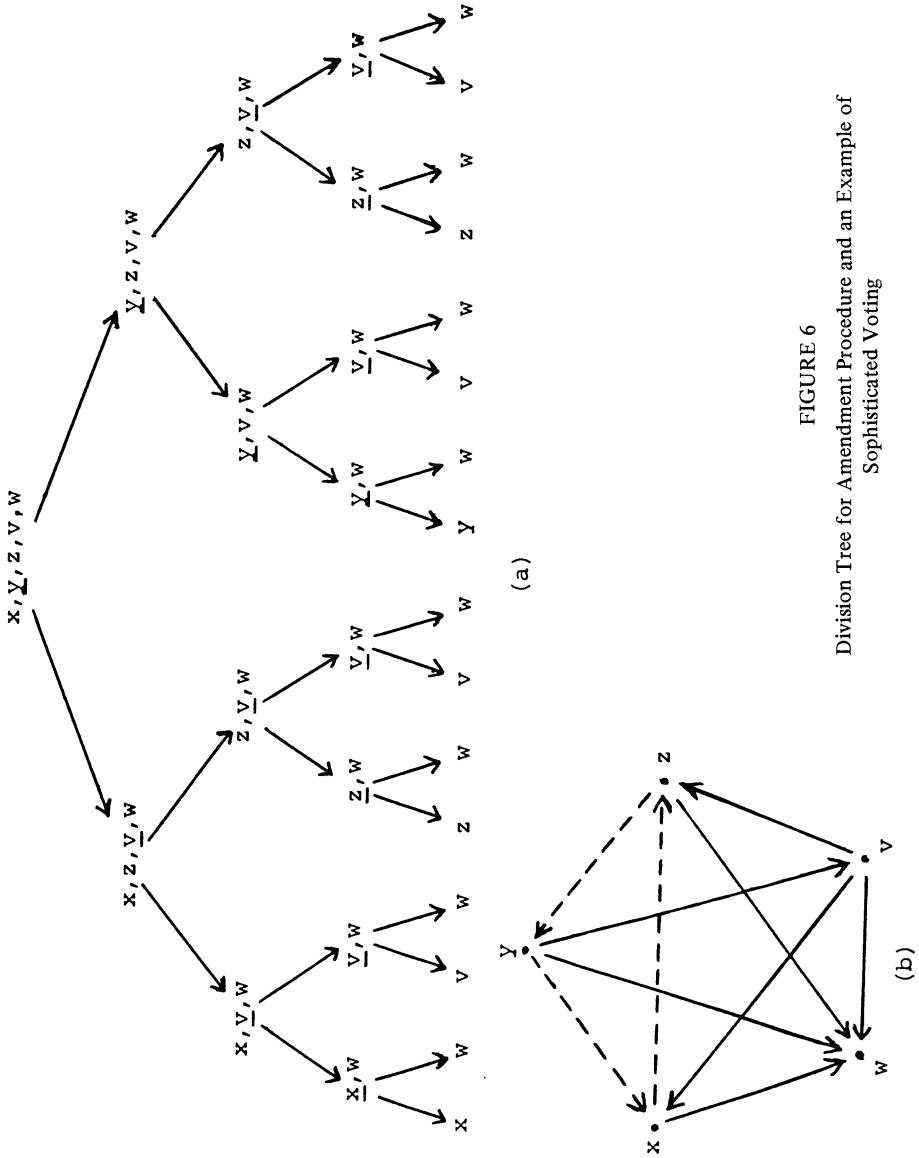 x,y,z,v,w
x,z,v,w
y,z,v,w
x,v,w
z,v,w
y,v,w
z,v,w
x,w
v,w
z,w
v,w
y,w
v,w
z,w
v,w
x w v w z w v w y w v w z w v w
(a)
y
x
z
w
v
(b)
FIGURE 6
Division Tree for Amendment Procedure and an Example of
Sophisticated Voting